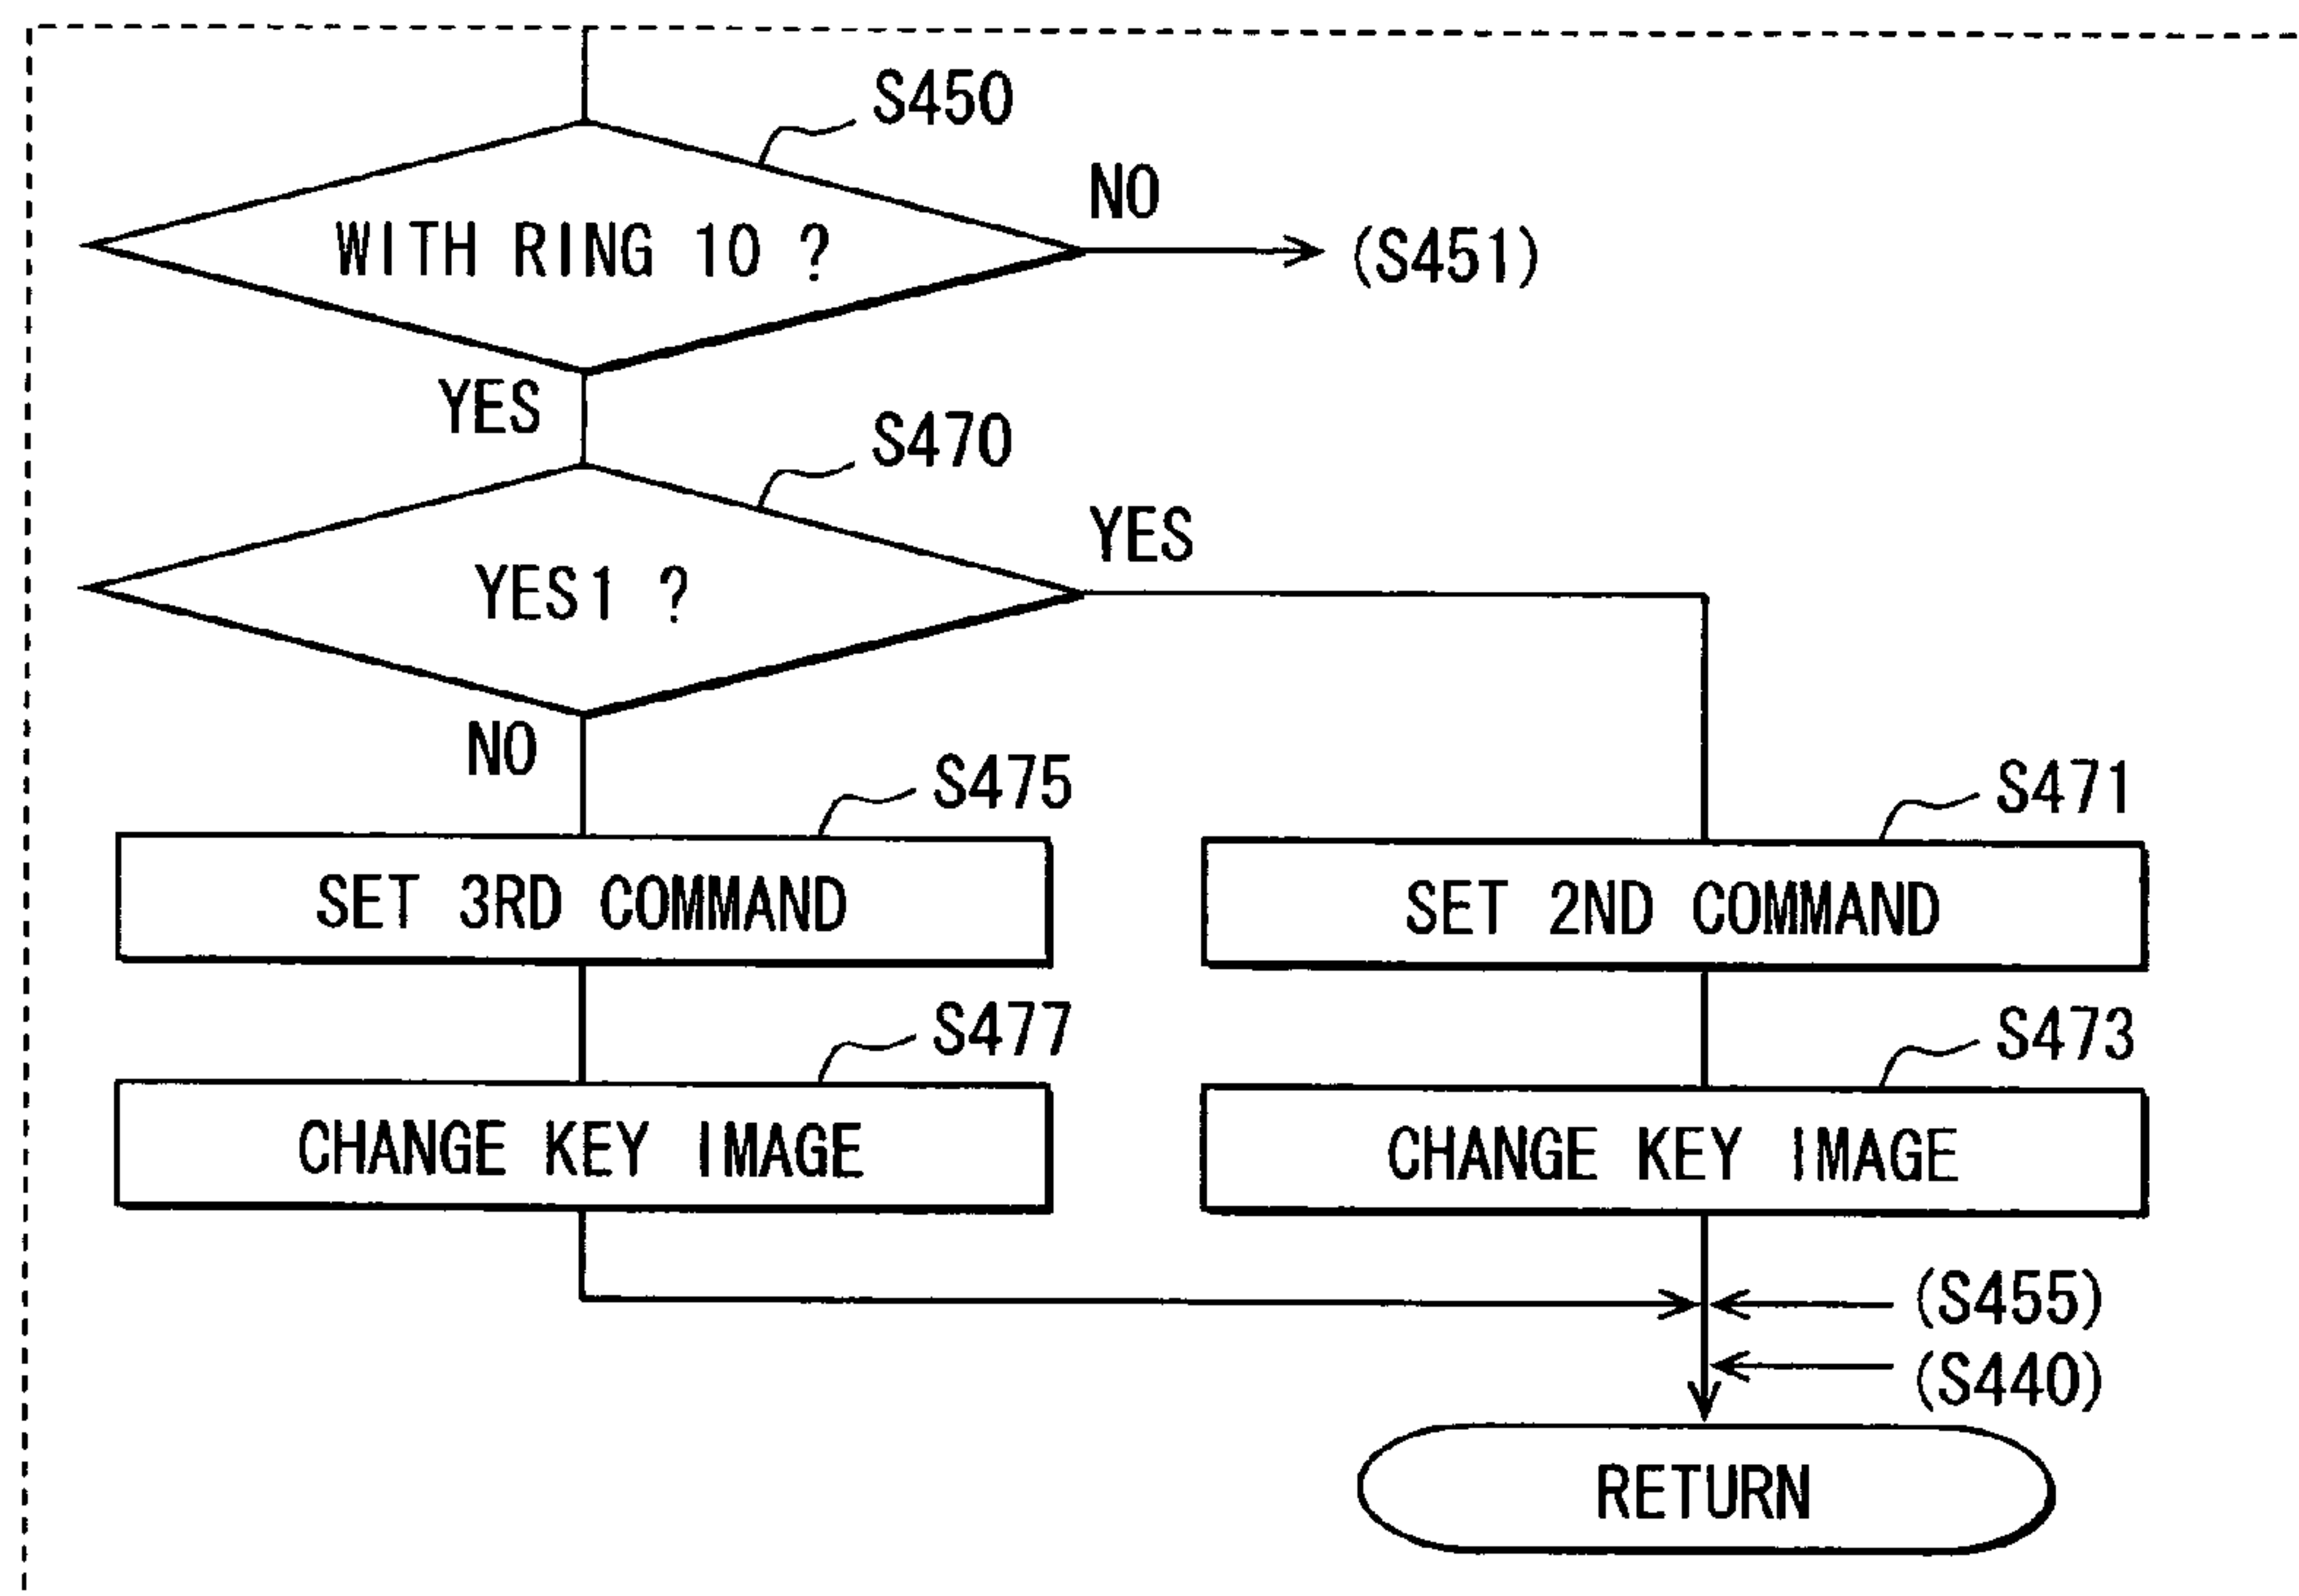 S450
NO
WITH RING 10 ?
(S451)
YES
S470
YES
YES1 ?
NO
S475
S471
SET 3RD COMMAND
SET 2ND COMMAND
S477
S473
CHANGE KEY IMAGE
CHANGE KEY IMAGE
(S455)
(S440)
RETURN